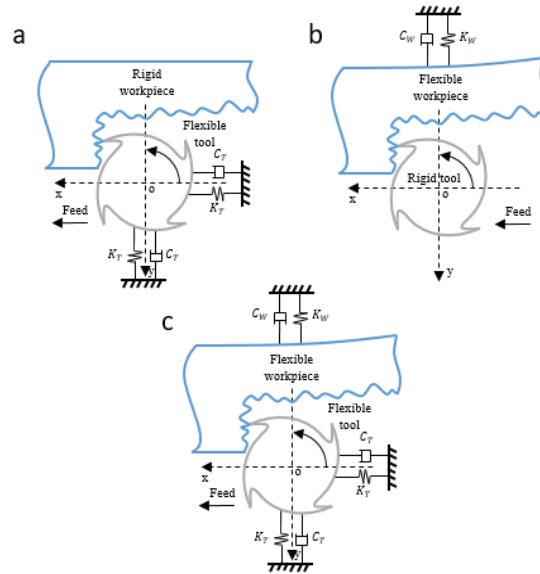 a
Rigid
workpiece
Flexible
tool
C_T
K_T
x
o
Feed
K_T
C_T
y
b
C_W
K_W
Flexible
workpiece
Rigid tool
x
o
Feed
y
c
C_W
K_W
Flexible
workpiece
Flexible
tool
C_T
K_T
x
o
Feed
K_T
C_T
y